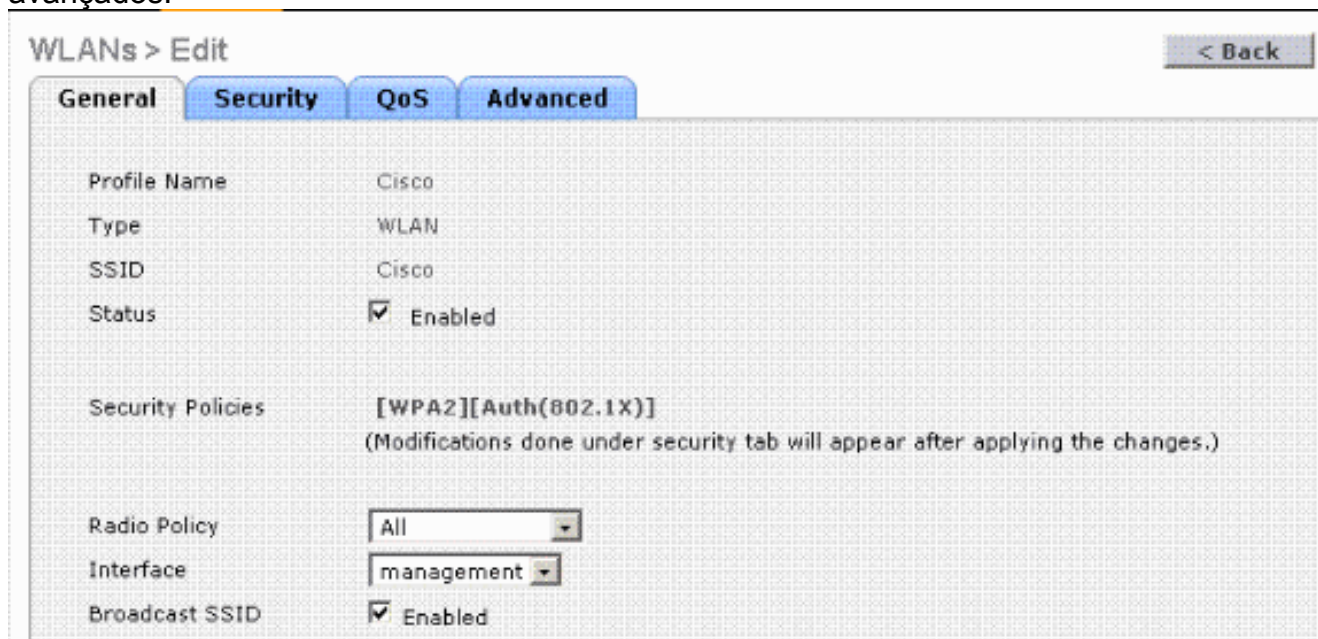 avançados.
WLANs > Edit
< Back
General Security QoS Advanced
Profile Name Cisco
Type WLAN
SSID Cisco
Status Enabled
Security Policies [WPA2][Auth(802.1X)]
(Modifications done under security tab will appear after applying the changes.)
Radio Policy All
Interface management
Broadcast SSID Enabled